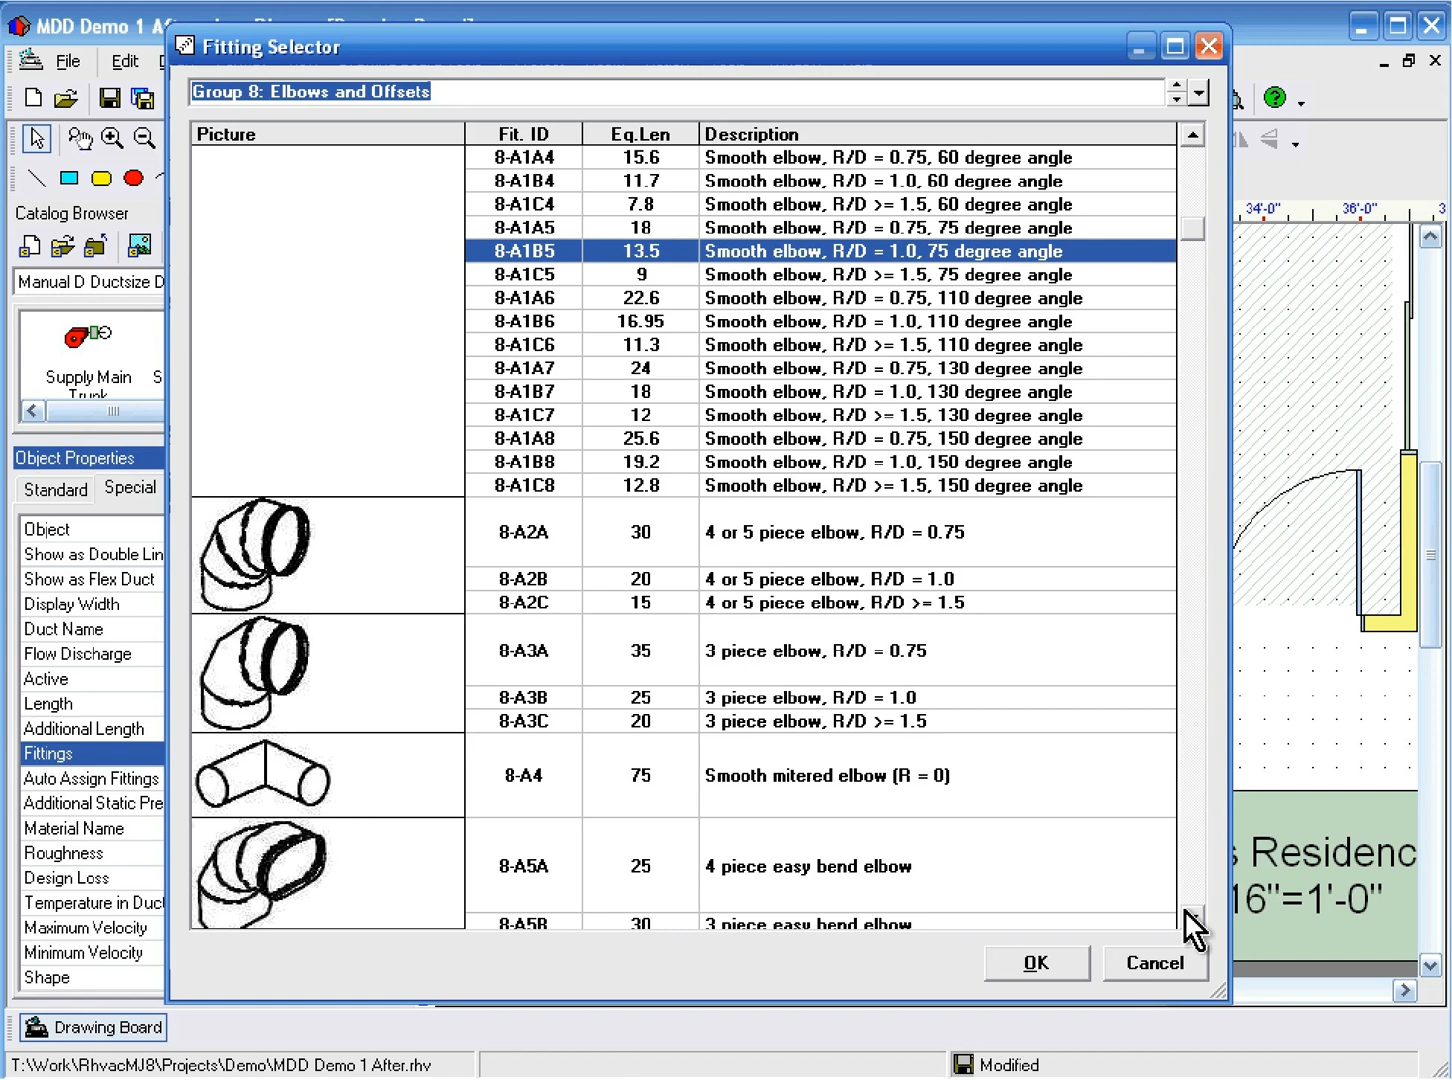 MDD Demo 1
Fitting Selector
File Edit
Group 8: Elbows and Offsets
Picture Fit. ID Eq.Len Description
8-A1A4 15.6 Smooth elbow, R/D = 0.75, 60 degree angle
8-A1B4 11.7 Smooth elbow, R/D = 1.0, 60 degree angle
8-A1C4 7.8 Smooth elbow, R/D >= 1.5, 60 degree angle
8-A1A5 18 Smooth elbow, R/D = 0.75, 75 degree angle
8-A1B5 13.5 Smooth elbow, R/D = 1.0, 75 degree angle
8-A1C5 9 Smooth elbow, R/D >= 1.5, 75 degree angle
8-A1A6 22.6 Smooth elbow, R/D = 0.75, 110 degree angle
8-A1B6 16.95 Smooth elbow, R/D = 1.0, 110 degree angle
8-A1C6 11.3 Smooth elbow, R/D >= 1.5, 110 degree angle
8-A1A7 24 Smooth elbow, R/D = 0.75, 130 degree angle
8-A1B7 18 Smooth elbow, R/D = 1.0, 130 degree angle
8-A1C7 12 Smooth elbow, R/D >= 1.5, 130 degree angle
8-A1A8 25.6 Smooth elbow, R/D = 0.75, 150 degree angle
8-A1B8 19.2 Smooth elbow, R/D = 1.0, 150 degree angle
8-A1C8 12.8 Smooth elbow, R/D >= 1.5, 150 degree angle
8-A2A 30 4 or 5 piece elbow, R/D = 0.75
8-A2B 20 4 or 5 piece elbow, R/D = 1.0
8-A2C 15 4 or 5 piece elbow, R/D >= 1.5
8-A3A 35 3 piece elbow, R/D = 0.75
8-A3B 25 3 piece elbow, R/D = 1.0
8-A3C 20 3 piece elbow, R/D >= 1.5
8-A4 75 Smooth mitered elbow (R = 0)
8-A5A 25 4 piece easy bend elbow
8-A5B 30 3 piece easy bend elbow
OK Cancel
Catalog Browser
Manual D Ductsize D
Supply Main S
Trunk
Object Properties
Standard Special
Object
Show as Double Lin
Show as Flex Duct
Display Width
Duct Name
Flow Discharge
Active
Length
Additional Length
Fittings
Auto Assign Fittings
Additional Static Pre
Material Name
Roughness
Design Loss
Temperature in Duct
Maximum Velocity
Minimum Velocity
Shape
34'-0" 36'-0" 3
s Residenc
16"=1'-0"
Drawing Board
T:\Work\RhvacMJ8\Projects\Demo\MDD Demo 1 After.rhv Modified